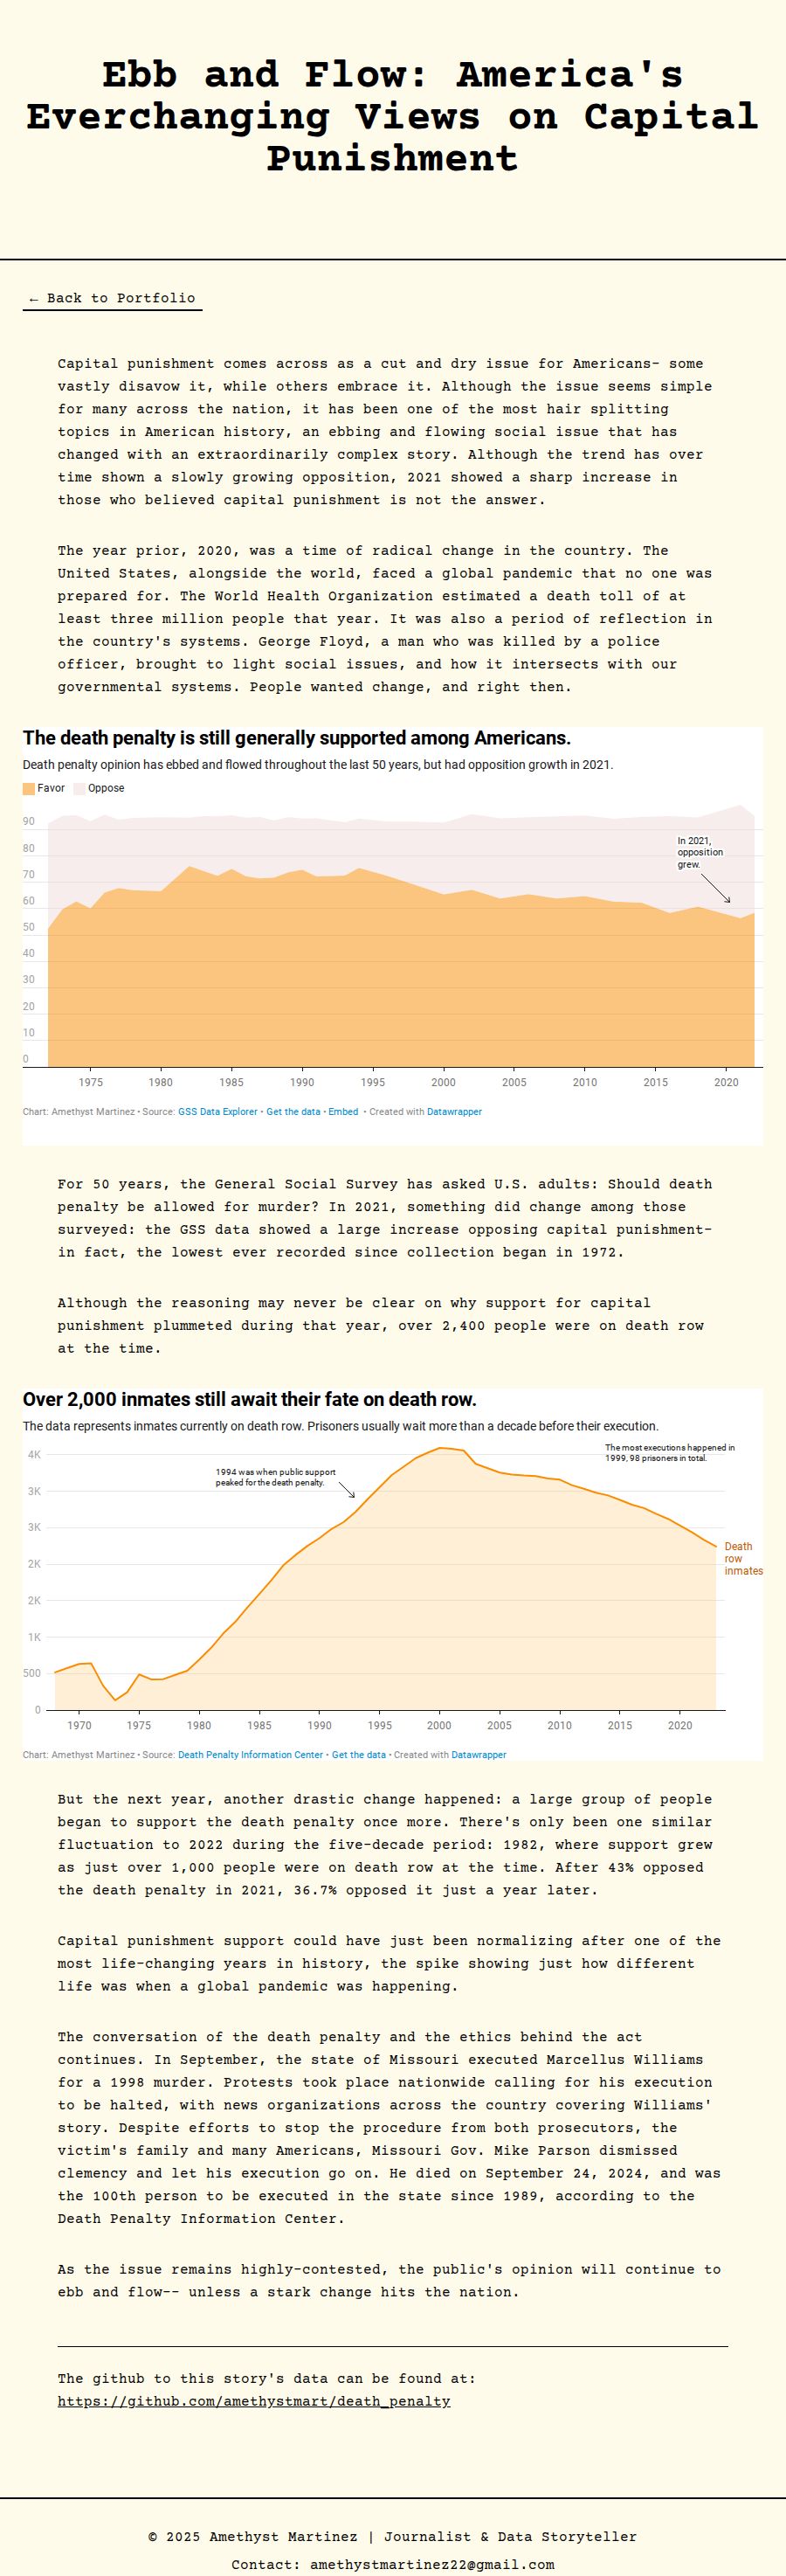 Ebb and Flow: America's
Everchanging Views on Capital
Punishment
← Back to Portfolio
Capital punishment comes across as a cut and dry issue for Americans- some
vastly disavow it, while others embrace it. Although the issue seems simple
for many across the nation, it has been one of the most hair splitting
topics in American history, an ebbing and flowing social issue that has
changed with an extraordinarily complex story. Although the trend has over
time shown a slowly growing opposition, 2021 showed a sharp increase in
those who believed capital punishment is not the answer.
The year prior, 2020, was a time of radical change in the country. The
United States, alongside the world, faced a global pandemic that no one was
prepared for. The World Health Organization estimated a death toll of at
least three million people that year. It was also a period of reflection in
the country's systems. George Floyd, a man who was killed by a police
officer, brought to light social issues, and how it intersects with our
governmental systems. People wanted change, and right then.
The death penalty is still generally supported among Americans.
Death penalty opinion has ebbed and flowed throughout the last 50 years, but had opposition growth in 2021.
Favor Oppose
90
80
70
60
50
40
30
20
10
0
In 2021,
opposition
grew.
1975 1980 1985 1990 1995 2000 2005 2010 2015 2020
Chart: Amethyst Martinez • Source: GSS Data Explorer • Get the data • Embed • Created with Datawrapper
For 50 years, the General Social Survey has asked U.S. adults: Should death
penalty be allowed for murder? In 2021, something did change among those
surveyed: the GSS data showed a large increase opposing capital punishment-
in fact, the lowest ever recorded since collection began in 1972.
Although the reasoning may never be clear on why support for capital
punishment plummeted during that year, over 2,400 people were on death row
at the time.
Over 2,000 inmates still await their fate on death row.
The data represents inmates currently on death row. Prisoners usually wait more than a decade before their execution.
4K
3K
3K
2K
2K
1K
500
0
1994 was when public support
peaked for the death penalty.
The most executions happened in
1999, 98 prisoners in total.
Death
row
inmates
1970 1975 1980 1985 1990 1995 2000 2005 2010 2015 2020
Chart: Amethyst Martinez • Source: Death Penalty Information Center • Get the data • Created with Datawrapper
But the next year, another drastic change happened: a large group of people
began to support the death penalty once more. There's only been one similar
fluctuation to 2022 during the five-decade period: 1982, where support grew
as just over 1,000 people were on death row at the time. After 43% opposed
the death penalty in 2021, 36.7% opposed it just a year later.
Capital punishment support could have just been normalizing after one of the
most life-changing years in history, the spike showing just how different
life was when a global pandemic was happening.
The conversation of the death penalty and the ethics behind the act
continues. In September, the state of Missouri executed Marcellus Williams
for a 1998 murder. Protests took place nationwide calling for his execution
to be halted, with news organizations across the country covering Williams'
story. Despite efforts to stop the procedure from both prosecutors, the
victim's family and many Americans, Missouri Gov. Mike Parson dismissed
clemency and let his execution go on. He died on September 24, 2024, and was
the 100th person to be executed in the state since 1989, according to the
Death Penalty Information Center.
As the issue remains highly-contested, the public's opinion will continue to
ebb and flow-- unless a stark change hits the nation.
The github to this story's data can be found at:
https://github.com/amethystmart/death_penalty
© 2025 Amethyst Martinez | Journalist & Data Storyteller
Contact: amethystmartinez22@gmail.com